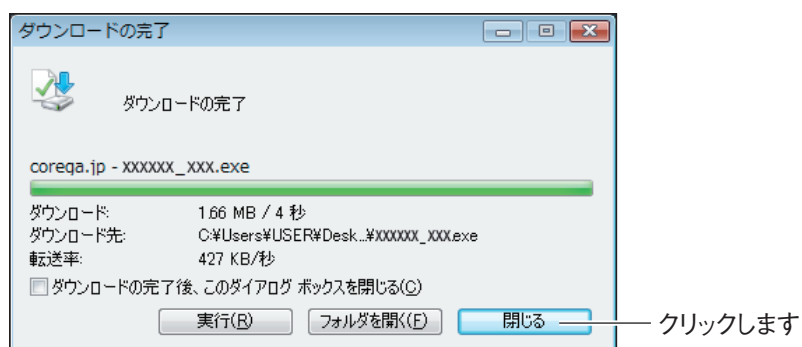 ダウンロードの完了
ダウンロードの完了
corega.jp - XXXXXX_XXX.exe
ダウンロード: 1.66 MB / 4 秒
ダウンロード先: C:¥Users¥USER¥Desk...¥XXXXXX_XXX.exe
転送率: 427 KB/秒
ダウンロードの完了後、このダイアログ ボックスを閉じる(C)
実行(R) フォルダを開く(F) 閉じる クリックします